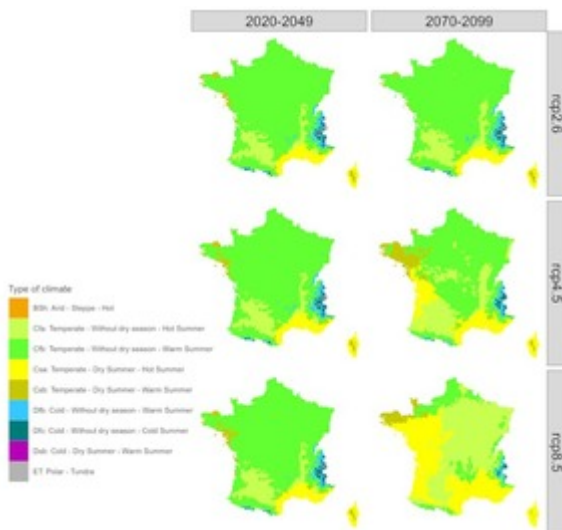 2020-2049
2070-2099
rcp2.6
rcp4.5
rcp8.5
Type of climate
BSh: Arid - Steppe - Hot
Cfa: Temperate - Without dry season - Hot Summer
Cfb: Temperate - Without dry season - Warm Summer
Csa: Temperate - Dry Summer - Hot Summer
Csb: Temperate - Dry Summer - Warm Summer
Dfb: Cold - Without dry season - Warm Summer
Dfc: Cold - Without dry season - Cold Summer
Dsb: Cold - Dry Summer - Warm Summer
ET: Polar - Tundra